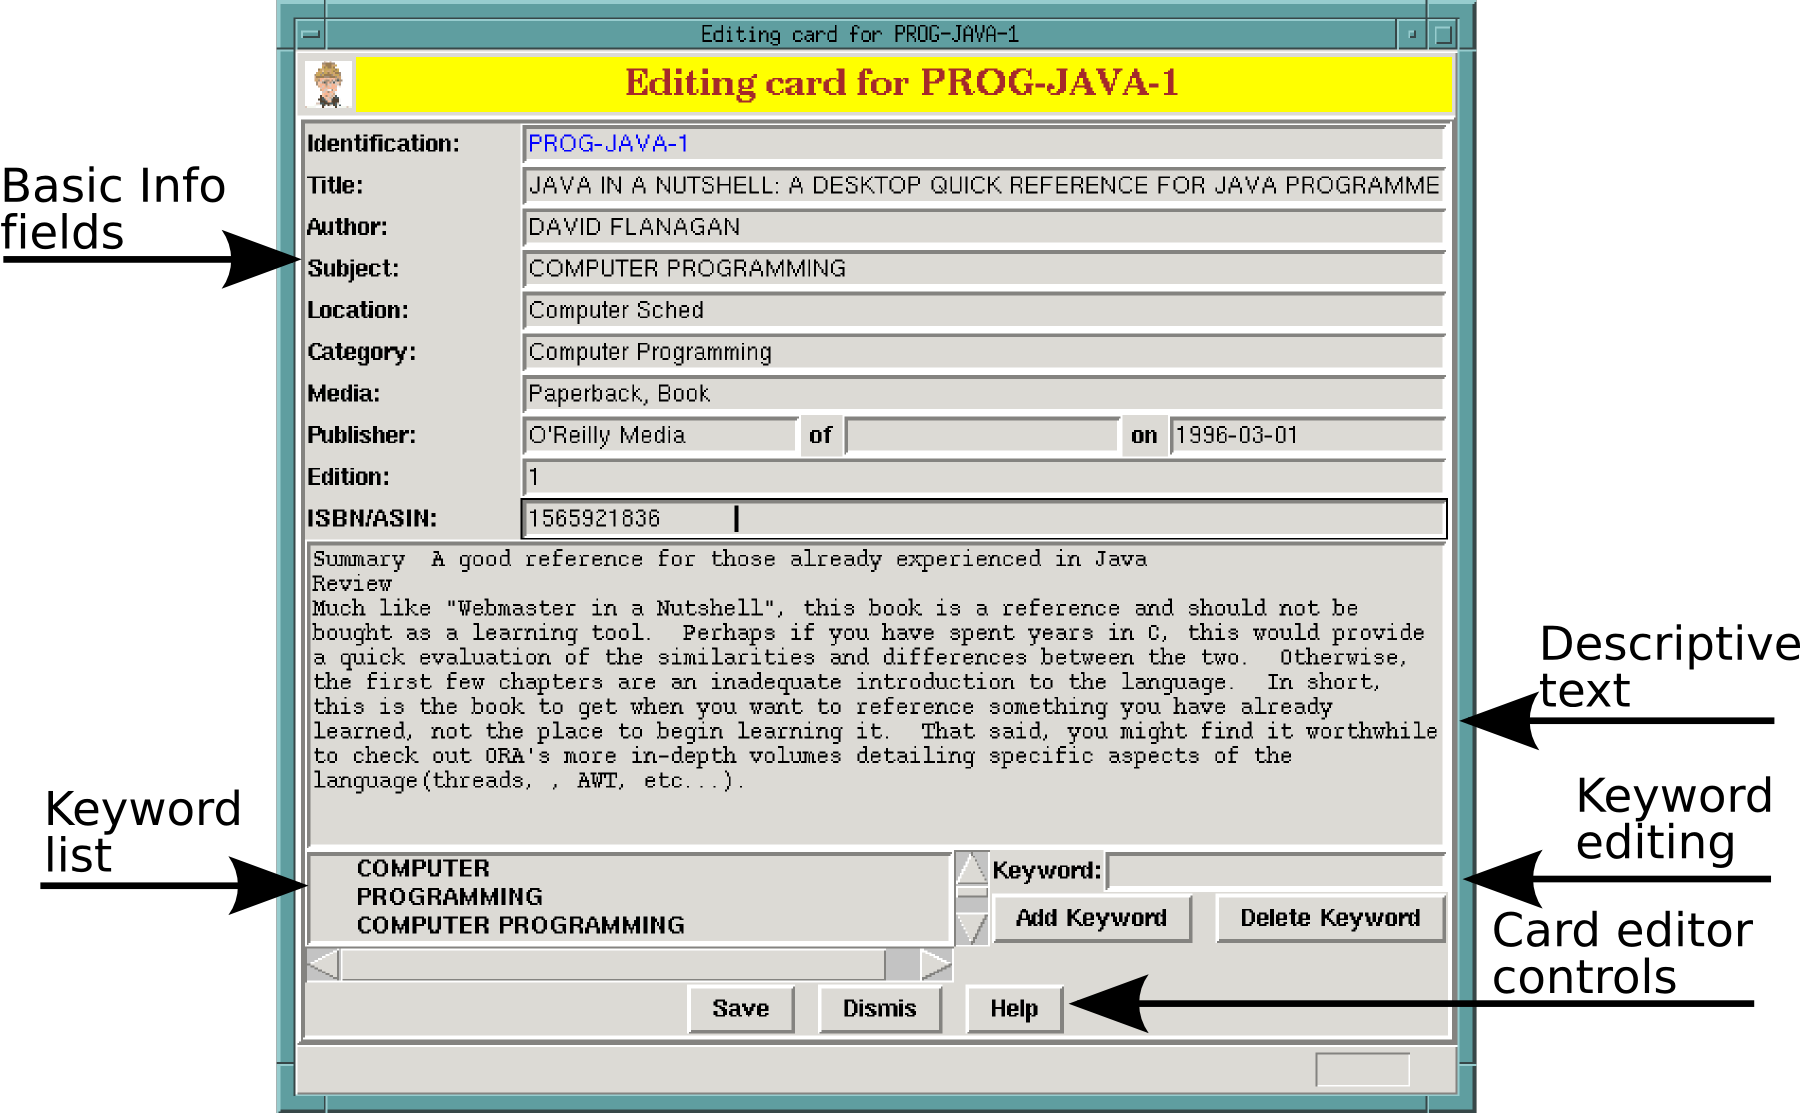 Editing card for PROG-JAVA-1
Editing card for PROG-JAVA-1
Identification: PROG-JAVA-1
Title: JAVA IN A NUTSHELL: A DESKTOP QUICK REFERENCE FOR JAVA PROGRAMME
Author: DAVID FLANAGAN
Subject: COMPUTER PROGRAMMING
Location: Computer Sched
Category: Computer Programming
Media: Paperback, Book
Publisher: O'Reilly Media of on 1996-03-01
Edition: 1
ISBN/ASIN: 1565921836
Summary  A good reference for those already experienced in Java
Review
Much like "Webmaster in a Nutshell", this book is a reference and should not be
bought as a learning tool.  Perhaps if you have spent years in C, this would provide
a quick evaluation of the similarities and differences between the two.  Otherwise,
the first few chapters are an inadequate introduction to the language.  In short,
this is the book to get when you want to reference something you have already
learned, not the place to begin learning it.  That said, you might find it worthwhile
to check out ORA's more in-depth volumes detailing specific aspects of the
language(threads, , AWT, etc...).
COMPUTER
PROGRAMMING
COMPUTER PROGRAMMING
Keyword:
Add Keyword Delete Keyword
Save Dismis Help
Basic Info
fields
Keyword
list
Descriptive
text
Keyword
editing
Card editor
controls